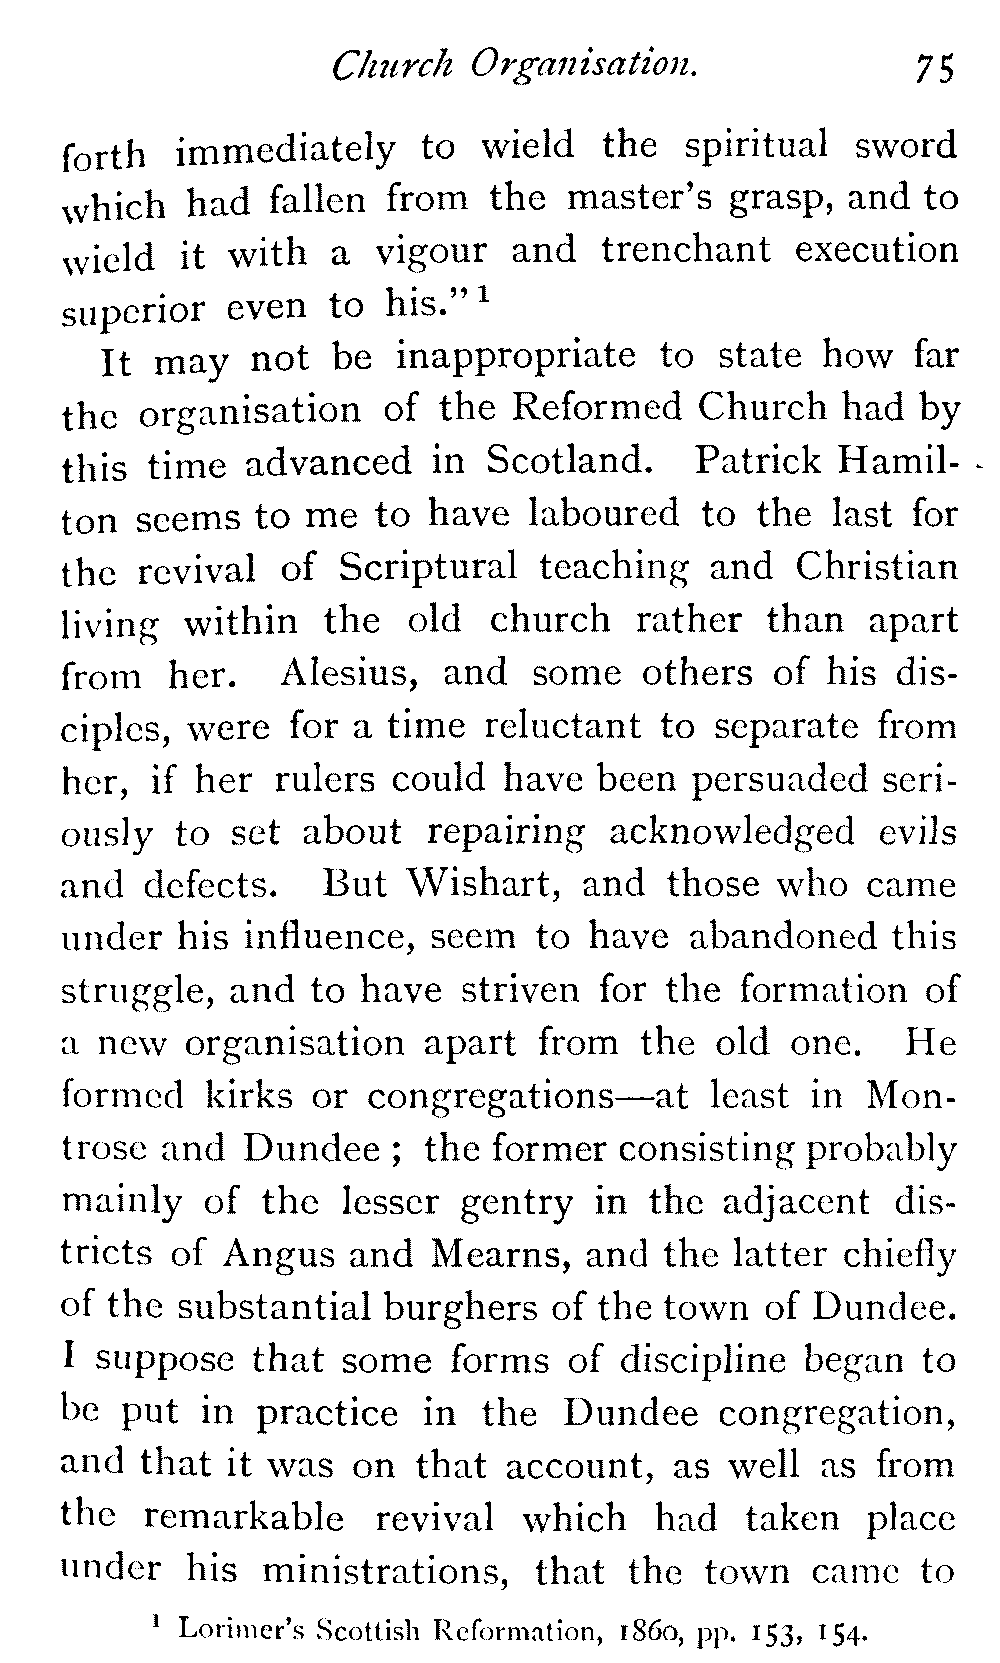 Church Organisation. 75
forth immediately to wield the spiritual sword
which had fallen from the master's grasp, and to
wield it with a vigour and trenchant execution
superior even to his." 1
It may not be inappropriate to state how far
the organisation of the Reformed Church had by
this time advanced in Scotland. Patrick Hamil-
ton seems to me to have laboured to the last for
the revival of Scriptural teaching and Christian
living within the old church rather than apart
from her. Alesius, and some others of his dis-
ciples, were for a time reluctant to separate from
her, if her rulers could have been persuaded seri-
ously to set about repairing acknowledged evils
and defects. But Wishart, and those who came
under his influence, seem to have abandoned this
struggle, and to have striven for the formation of
a new organisation apart from the old one. He
formed kirks or congregations—at least in Mon-
trose and Dundee ; the former consisting probably
mainly of the lesser gentry in the adjacent dis-
tricts of Angus and Mearns, and the latter chiefly
of the substantial burghers of the town of Dundee.
I suppose that some forms of discipline began to
be put in practice in the Dundee congregation,
and that it was on that account, as well as from
the remarkable revival which had taken place
under his ministrations, that the town came to
1 Lorimer's Scottish Reformation, 1860, pp. 153, 154.